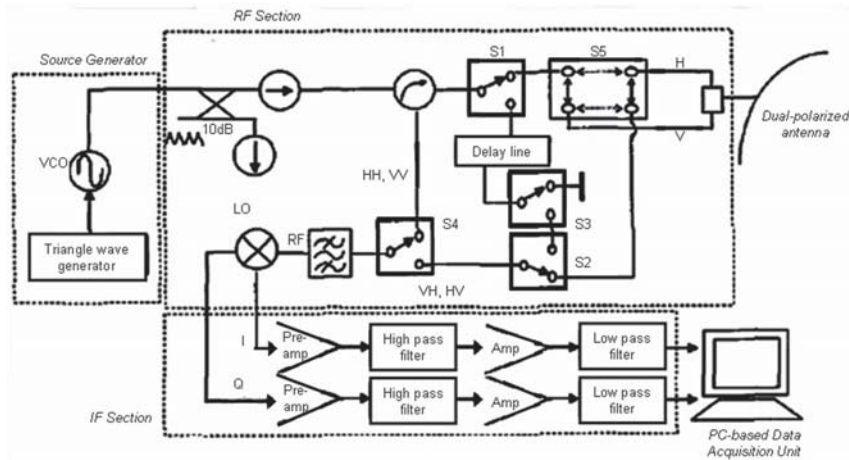 RF Section
Source Generator
S1
S5
H
V
Dual-polarized
antenna
10dB
VCO
Delay line
HH, VV
LO
RF
S4
S3
S2
Triangle wave
generator
VH, HV
I
Pre-
amp
High pass
filter
Amp
Low pass
filter
Q
Pre-
amp
High pass
filter
Amp
Low pass
filter
IF Section
PC-based Data
Acquisition Unit